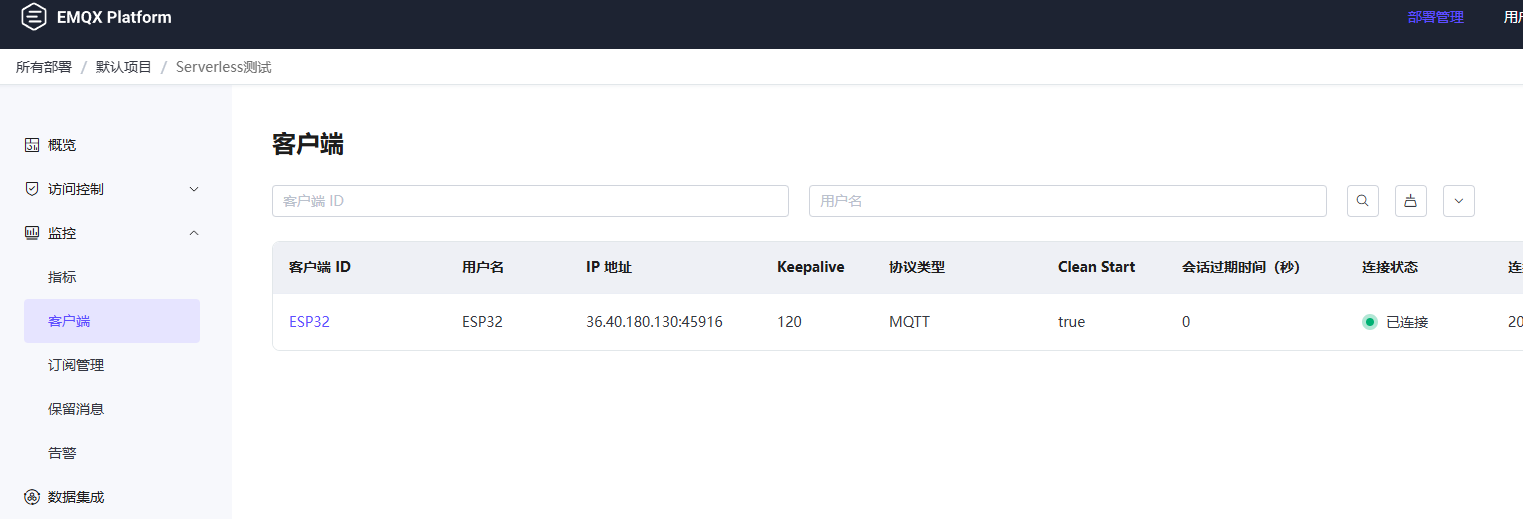 EMQX Platform
部署管理
用户
所有部署 / 默认项目 / Serverless测试
概览
访问控制
监控
指标
客户端
订阅管理
保留消息
告警
数据集成
客户端
客户端 ID
用户名
客户端 ID 用户名 IP 地址 Keepalive 协议类型 Clean Start 会话过期时间（秒） 连接状态 连
ESP32 ESP32 36.40.180.130:45916 120 MQTT true 0 已连接 20